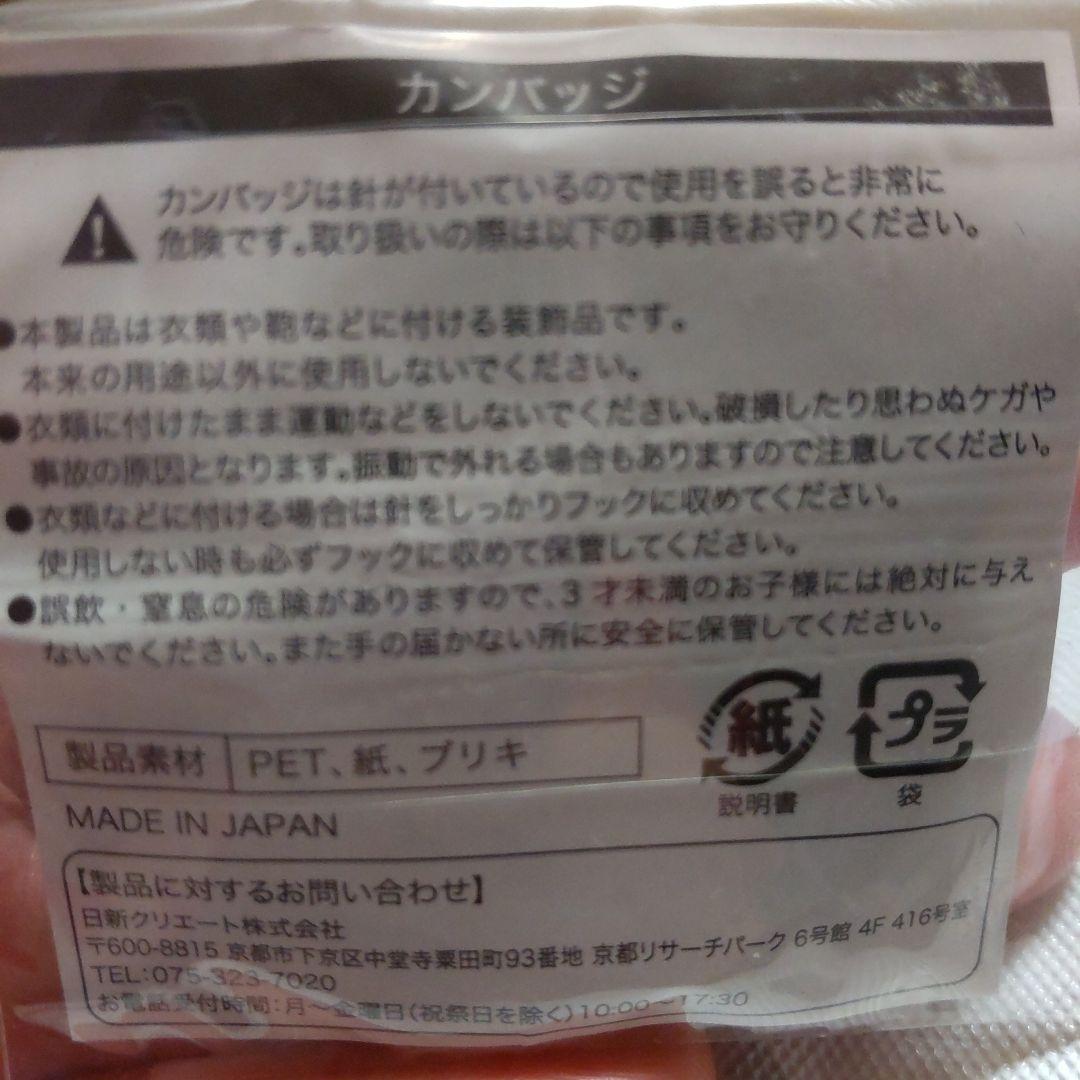 カンバッジ
カンバッジは針が付いているので使用を誤ると非常に
危険です。取り扱いの際は以下の事項をお守りください。
●本製品は衣類や鞄などに付ける装飾品です。
本来の用途以外に使用しないでください。
●衣類に付けたまま運動などをしないでください。破損したり思わぬケガや
事故の原因となります。振動で外れる場合もありますので注意してください。
●衣類などに付ける場合は針をしっかりフックに収めてください。
使用しない時も必ずフックに収めて保管してください。
●誤飲・窒息の危険がありますので、3才未満のお子様には絶対に与え
ないでください。また手の届かない所に安全に保管してください。
紙
プラ
説明書
袋
製品素材 PET、紙、ブリキ
MADE IN JAPAN
【製品に対するお問い合わせ】
日新クリエート株式会社
〒600-8815 京都市下京区中堂寺粟田町93番地 京都リサーチパーク 6号館 4F 416号室
TEL:075-323-7020
お電話受付時間:月〜金曜日(祝祭日を除く)10:00〜17:30